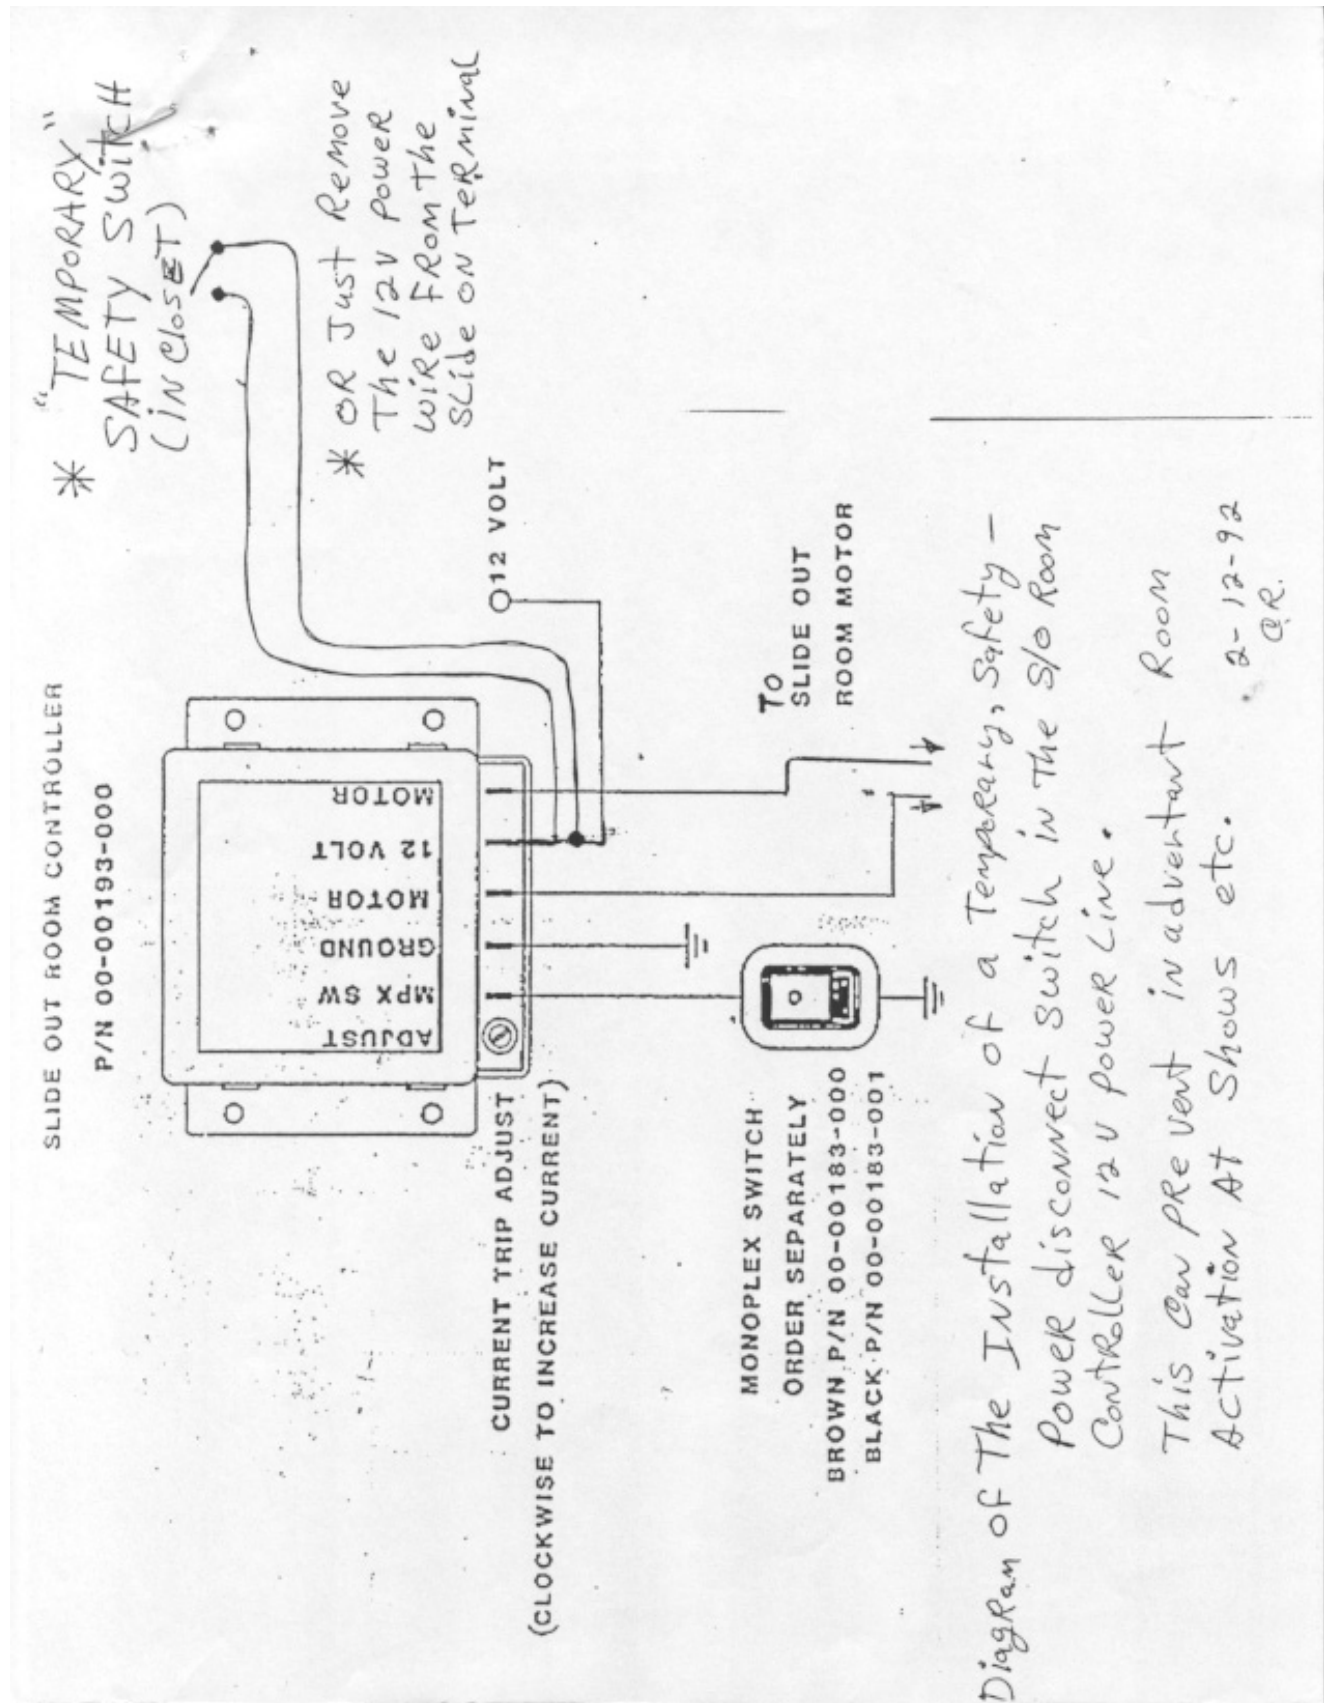 SLIDE OUT ROOM CONTROLLER
P/N 00-00193-000
* "TEMPORARY"
SAFETY SWitCH
(iN CloSET)
* OR Just Remove
The 12V Power
WiRe FROM The
SLide ON TeRMiNal
MOTOR
12 VOLT
MOTOR
GROUND
MPX SW
ADJUST
12 VOLT
CURRENT TRIP ADJUST
(CLOCKWISE TO INCREASE CURRENT)
TO
SLIDE OUT
ROOM MOTOR
MONOPLEX SWITCH
ORDER SEPARATELY
BROWN P/N 00-00183-000
BLACK P/N 00-00183-001
DiagRam of The INstallation of a Temporary, Safety -
Power disconnect switch in The S/O Room
ContRolleR 12V Power Line.
This Can PRevent inadvertant Room
Activation At Shows etc. 2-12-92